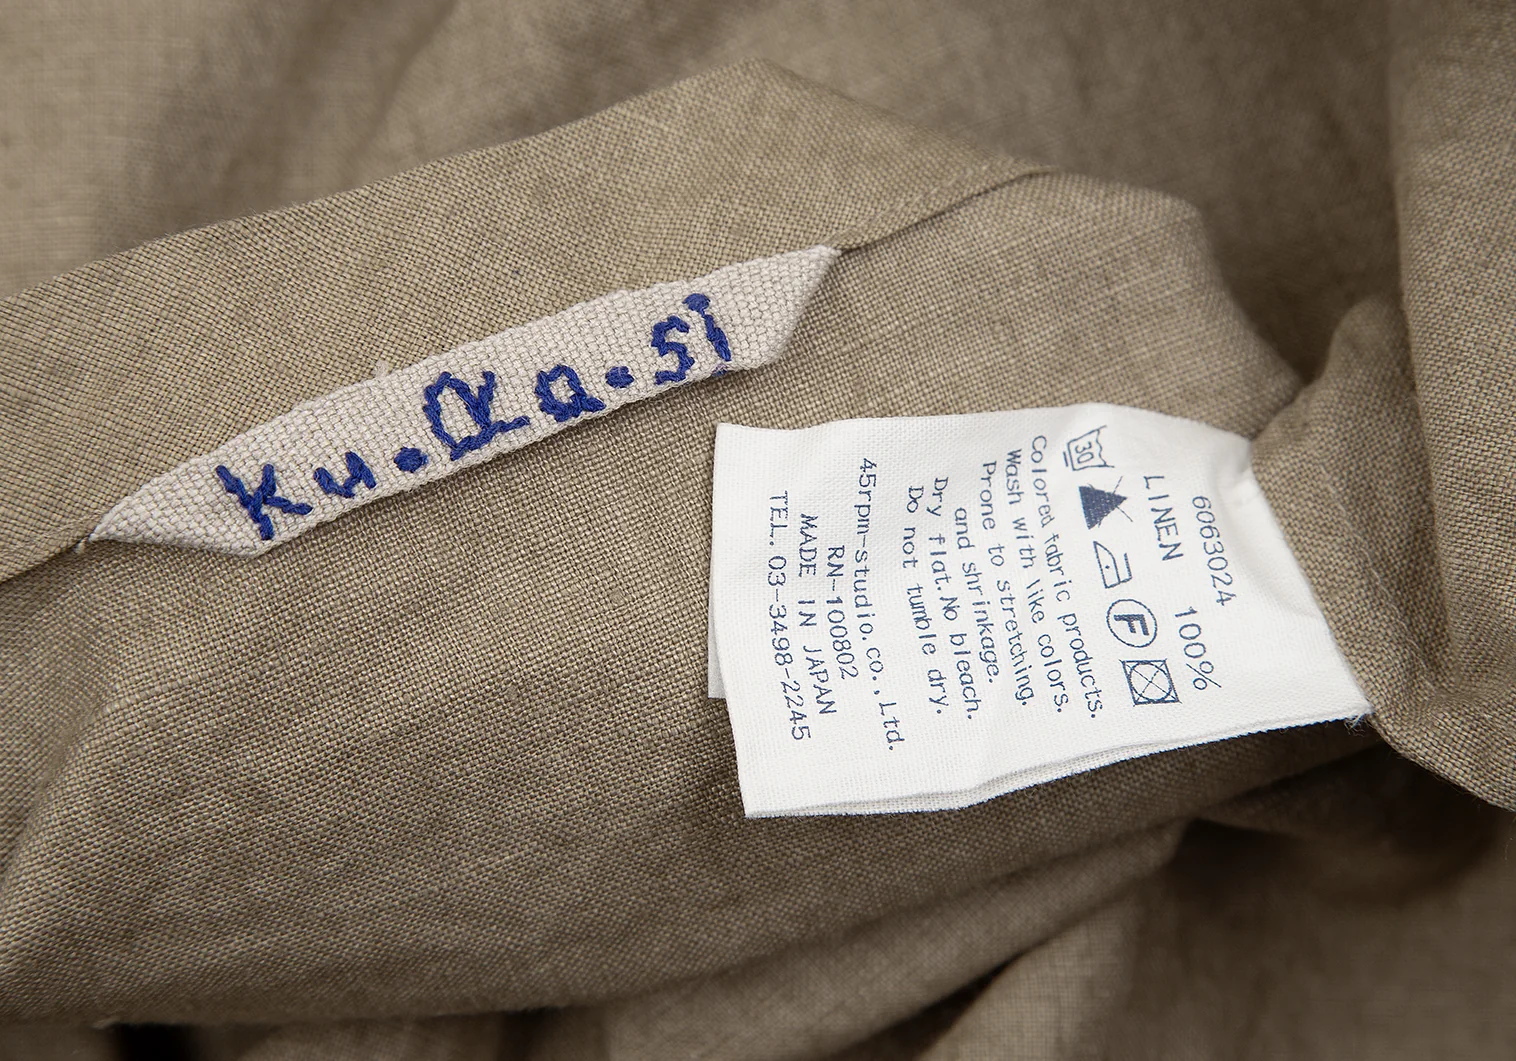 Ku.Ra.si
6063024
LINEN 100%
30
F
Colored fabric products.
Wash with like colors.
Prone to stretching.
and shrinkage.
Dry flat.No bleach.
Do not tumble dry.
45rpm-studio.co.,Ltd.
RN-100802
MADE IN JAPAN
TEL.03-3498-2245